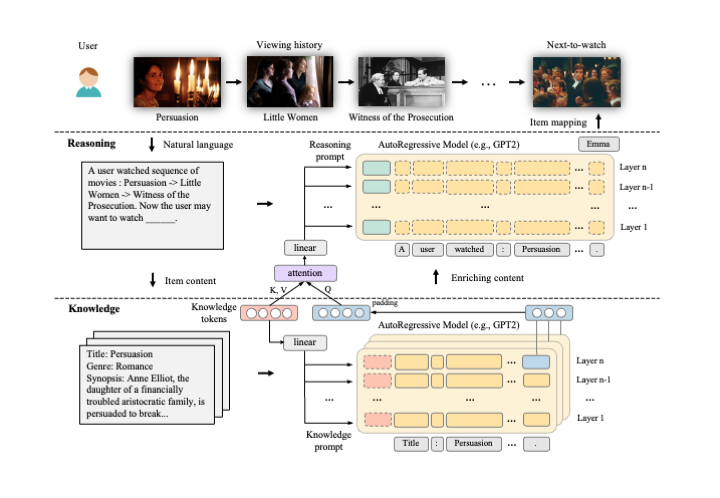 User
Viewing history
Next-to-watch
Persuasion
Little Women
Witness of the Prosecution
...
Item mapping
Reasoning
Natural language
Reasoning
prompt
AutoRegressive Model (e.g., GPT2)
Emma
A user watched sequence of
movies : Persuasion -> Little
Women -> Witness of the
Prosecution. Now the user may
want to watch ______.
Layer n
Layer n-1
...
...
...
...
Layer 1
...
...
A user watched : Persuasion ... .
linear
attention
Item content
Enriching content
K, V
Q
Knowledge
Knowledge
tokens
padding
AutoRegressive Model (e.g., GPT2)
linear
Title: Persuasion
Genre: Romance
Synopsis: Anne Elliot, the
daughter of a financially
troubled aristocratic family, is
persuaded to break...
...
Layer n
...
Layer n-1
...
...
...
...
...
Layer 1
Knowledge
prompt
Title : Persuasion ... .